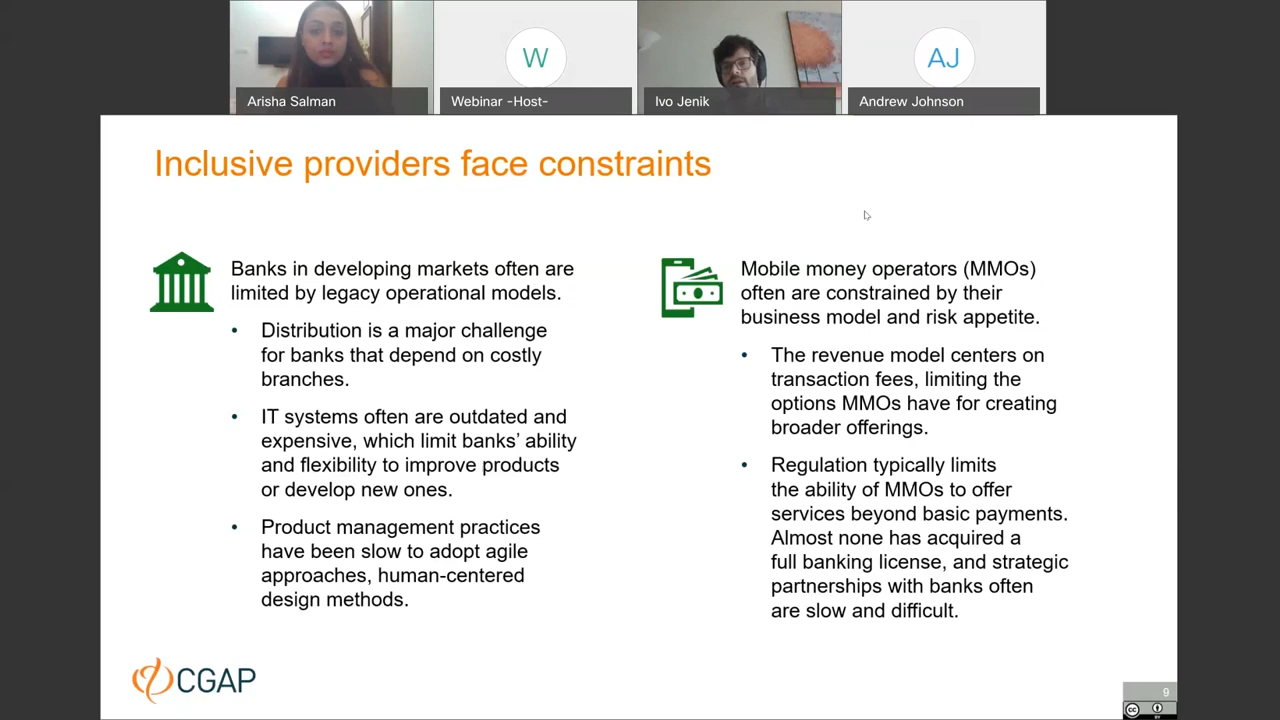 W
AJ
Arisha Salman
Webinar -Host-
Ivo Jenik
Andrew Johnson
Inclusive providers face constraints
Banks in developing markets often are
limited by legacy operational models.
• Distribution is a major challenge
for banks that depend on costly
branches.
• IT systems often are outdated and
expensive, which limit banks’ ability
and flexibility to improve products
or develop new ones.
• Product management practices
have been slow to adopt agile
approaches, human-centered
design methods.
Mobile money operators (MMOs)
often are constrained by their
business model and risk appetite.
• The revenue model centers on
transaction fees, limiting the
options MMOs have for creating
broader offerings.
• Regulation typically limits
the ability of MMOs to offer
services beyond basic payments.
Almost none has acquired a
full banking license, and strategic
partnerships with banks often
are slow and difficult.
CGAP
9
cc
BY